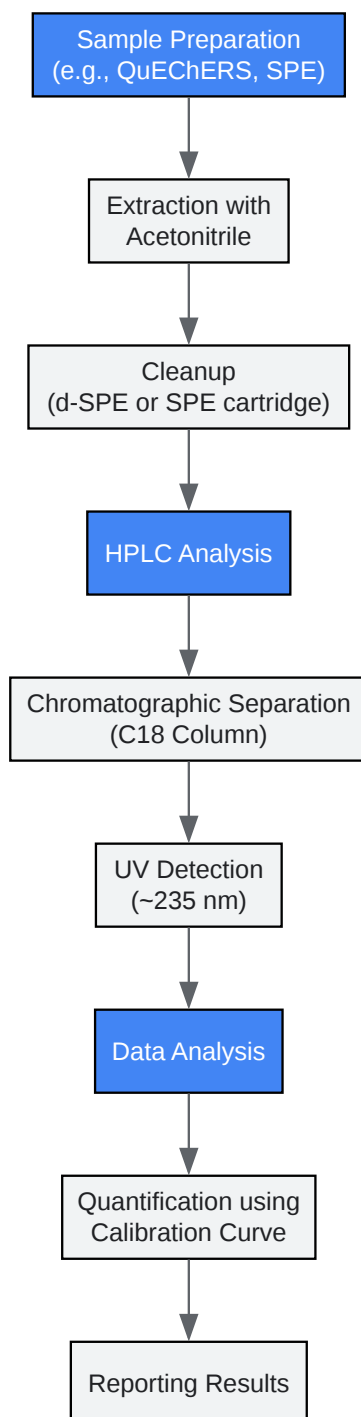 Sample Preparation
(e.g., QuEChERS, SPE)
Extraction with
Acetonitrile
Cleanup
(d-SPE or SPE cartridge)
HPLC Analysis
Chromatographic Separation
(C18 Column)
UV Detection
(~235 nm)
Data Analysis
Quantification using
Calibration Curve
Reporting Results